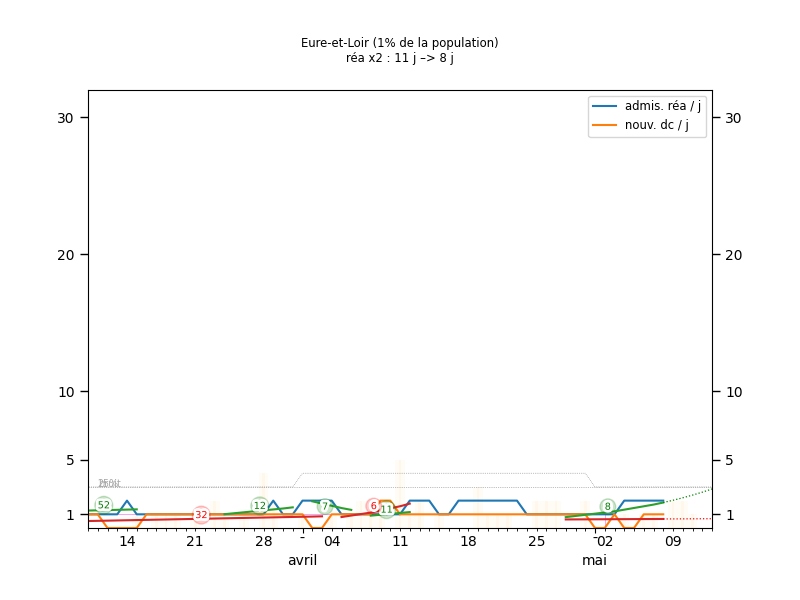 Eure-et-Loir (1% de la population)
réa x2 : 11 j –> 8 j
admis. réa / j
nouv. dc / j
30 30
20 20
10 10
5 5
1 1
52 32 12 7 6 11 8
14 21 28 - 04 11 18 25 - 02 09
avril mai